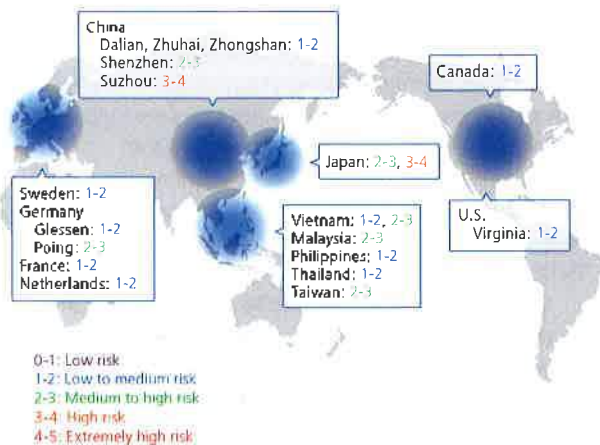 China
Dalian, Zhuhai, Zhongshan: 1-2
Shenzhen: 2-3
Suzhou: 3-4
Canada: 1-2
Japan: 2-3, 3-4
Sweden: 1-2
Germany
Glessen: 1-2
Poing: 2-3
France: 1-2
Netherlands: 1-2
Vietnam: 1-2, 2-3
Malaysia: 2-3
Philippines: 1-2
Thailand: 1-2
Taiwan: 2-3
U.S.
Virginia: 1-2
0-1: Low risk
1-2: Low to medium risk
2-3: Medium to high risk
3-4: High risk
4-5: Extremely high risk